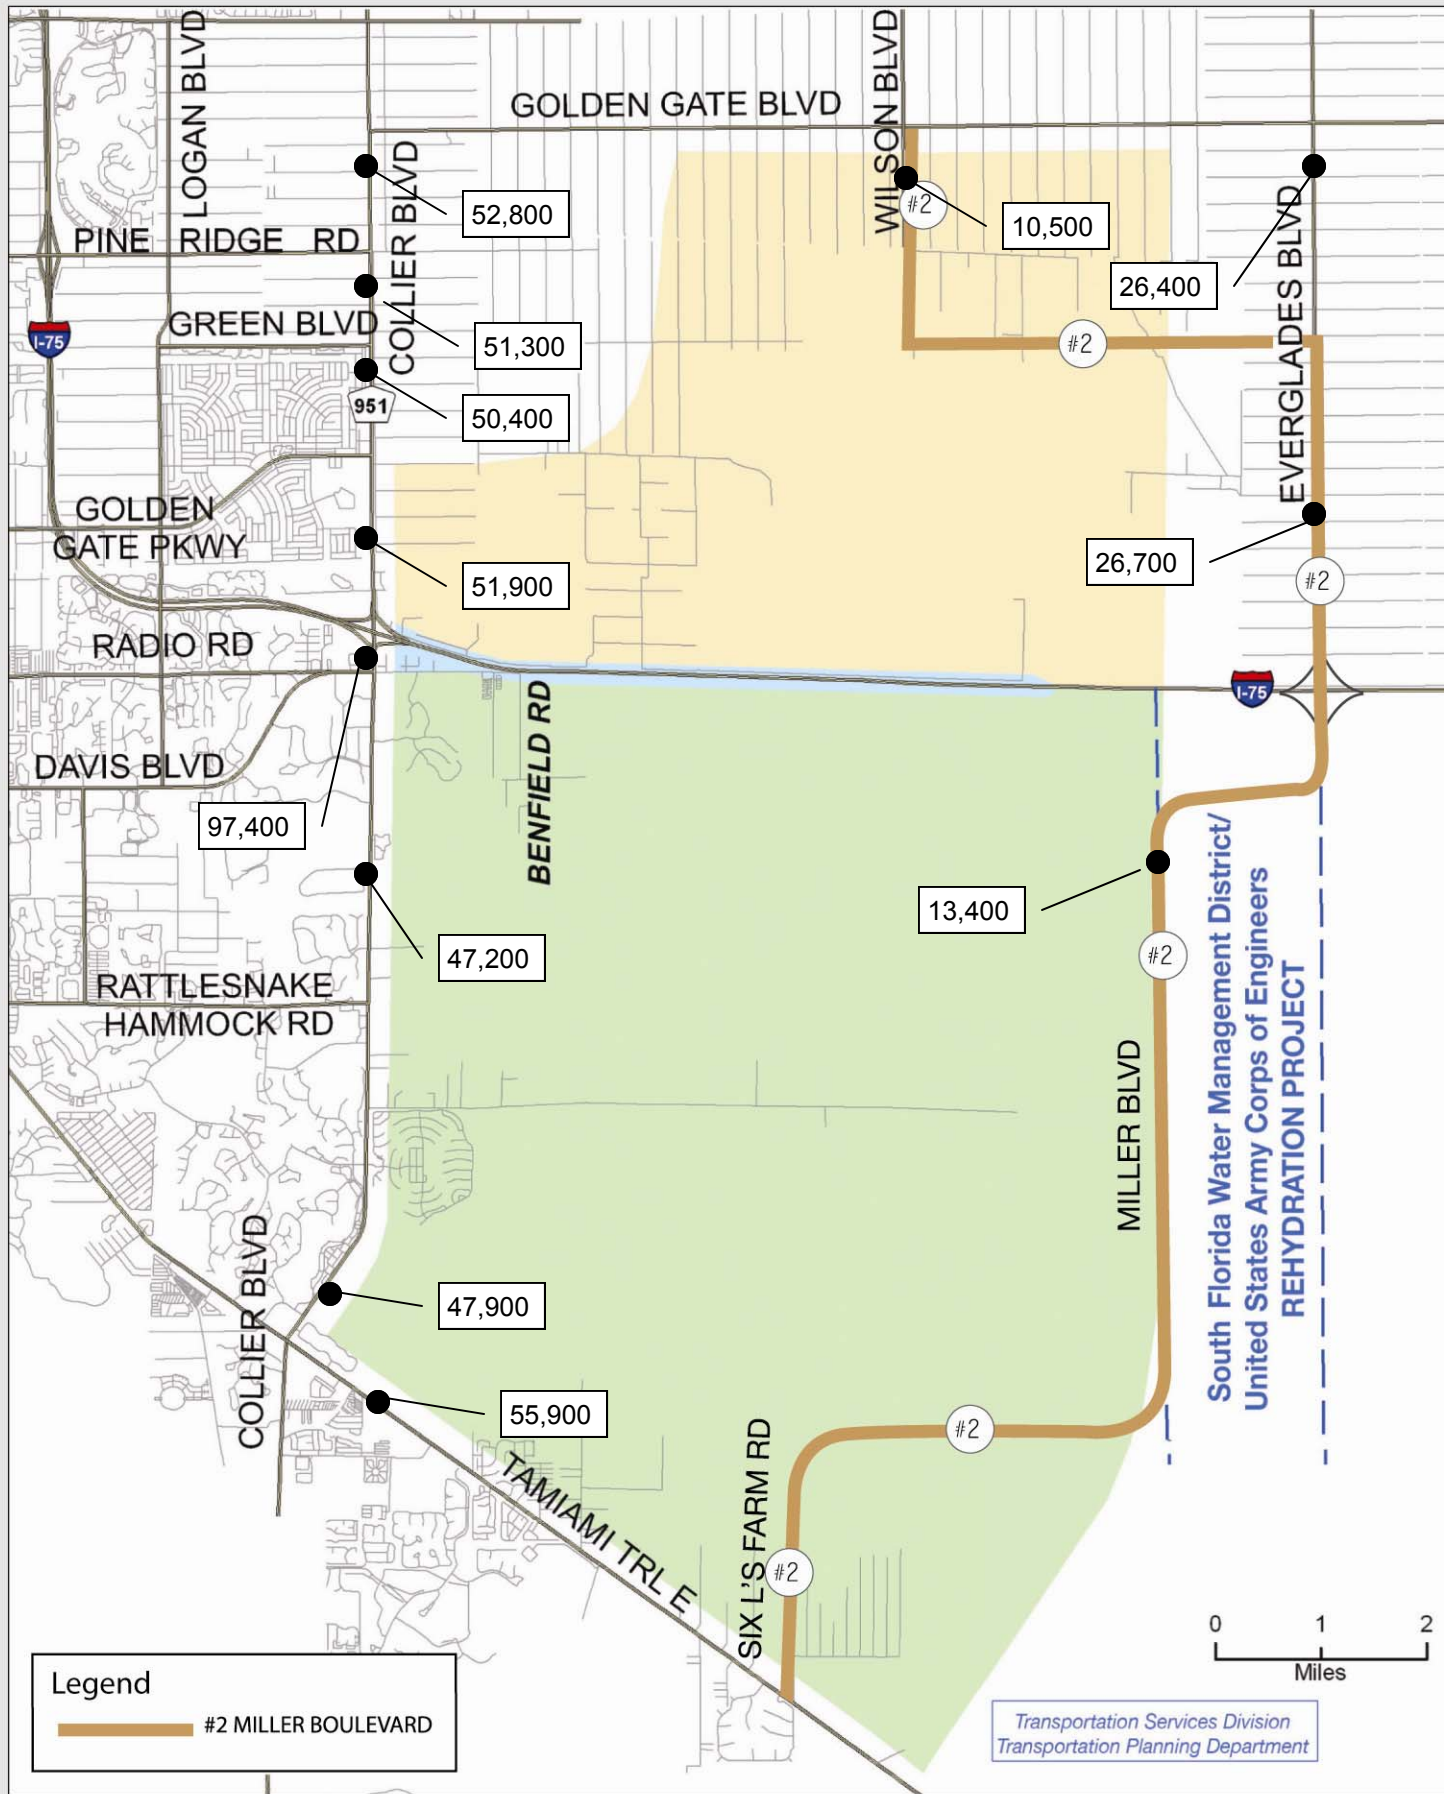 LOGAN BLVD
WILSON BLVD
GOLDEN GATE BLVD
COLLIER BLVD
52,800
#2
10,500
PINE RIDGE RD
EVERGLADES BLVD
26,400
GREEN BLVD
I-75
51,300
#2
951
50,400
GOLDEN
GATE PKWY
26,700
51,900
#2
RADIO RD
I-75
BENFIELD RD
DAVIS BLVD
97,400
13,400
47,200
#2
RATTLESNAKE
HAMMOCK RD
South Florida Water Management District/
United States Army Corps of Engineers
REHYDRATION PROJECT
MILLER BLVD
COLLIER BLVD
47,900
55,900
#2
TAMIAMI TRL E
SIX L'S FARM RD
#2
0 1 2
Miles
Legend
#2 MILLER BOULEVARD
Transportation Services Division
Transportation Planning Department